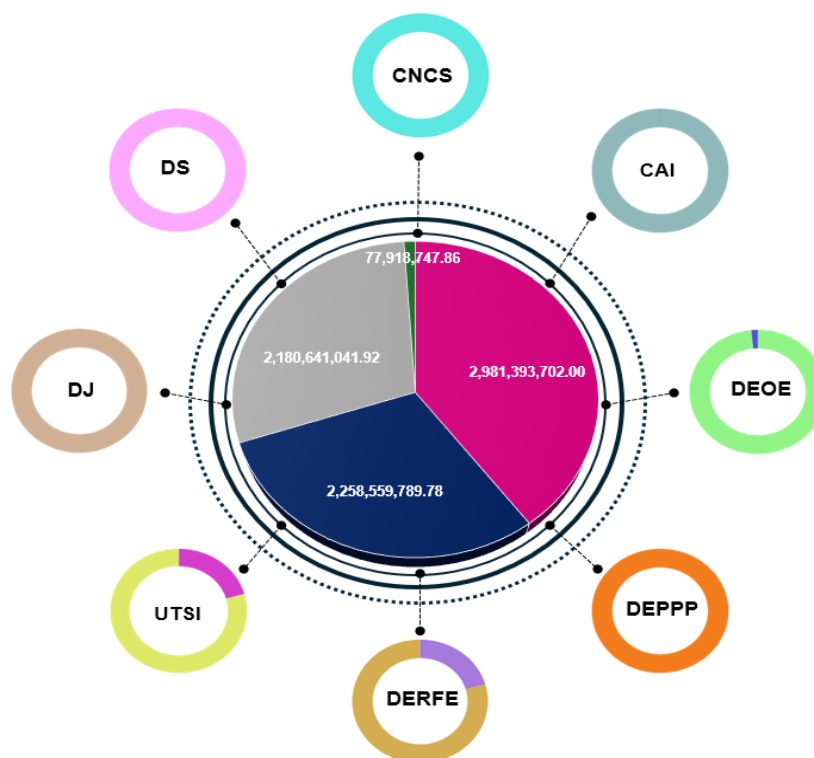 CNCS
DS
CAI
77,918,747.86
2,180,641,041.92
2,981,393,702.00
DJ
DEOE
2,258,559,789.78
UTSI
DEPPP
DERFE